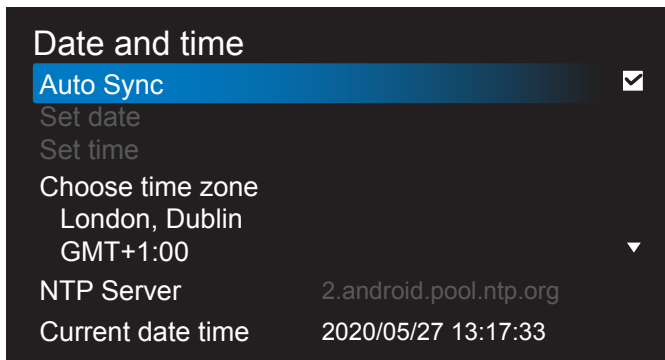 Date and time
Auto Sync
Set date
Set time
Choose time zone
London, Dublin
GMT+1:00
NTP Server 2.android.pool.ntp.org
Current date time 2020/05/27 13:17:33